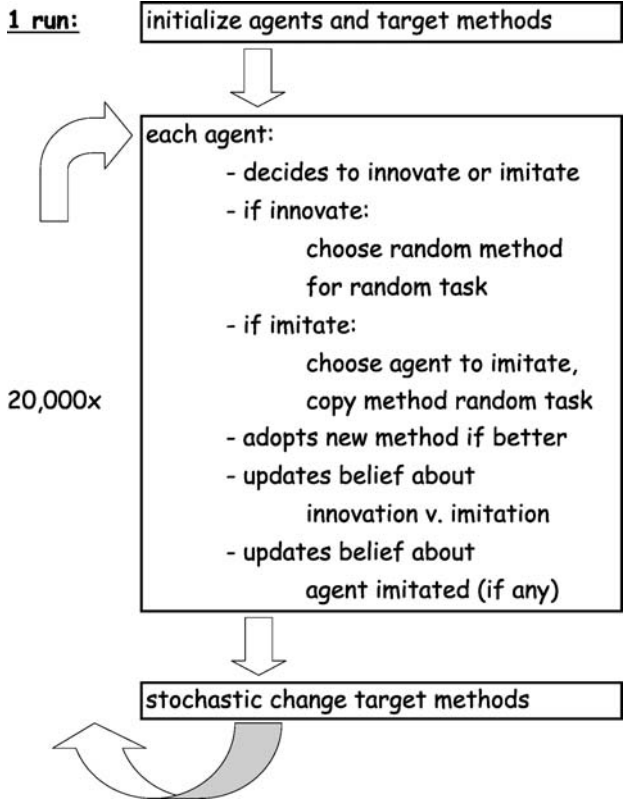 1 run:
initialize agents and target methods
each agent:
- decides to innovate or imitate
- if innovate:
choose random method
for random task
- if imitate:
choose agent to imitate,
copy method random task
20,000x
- adopts new method if better
- updates belief about
innovation v. imitation
- updates belief about
agent imitated (if any)
stochastic change target methods